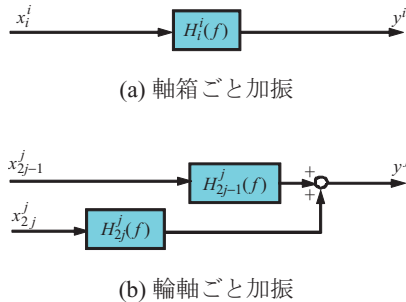 x_i^i H_i^i(f) y^i
(a) 軸箱ごと加振
x_{2j-1}^j H_{2j-1}^j(f) + y
x_{2j}^j H_{2j}^j(f) +
(b) 輪軸ごと加振